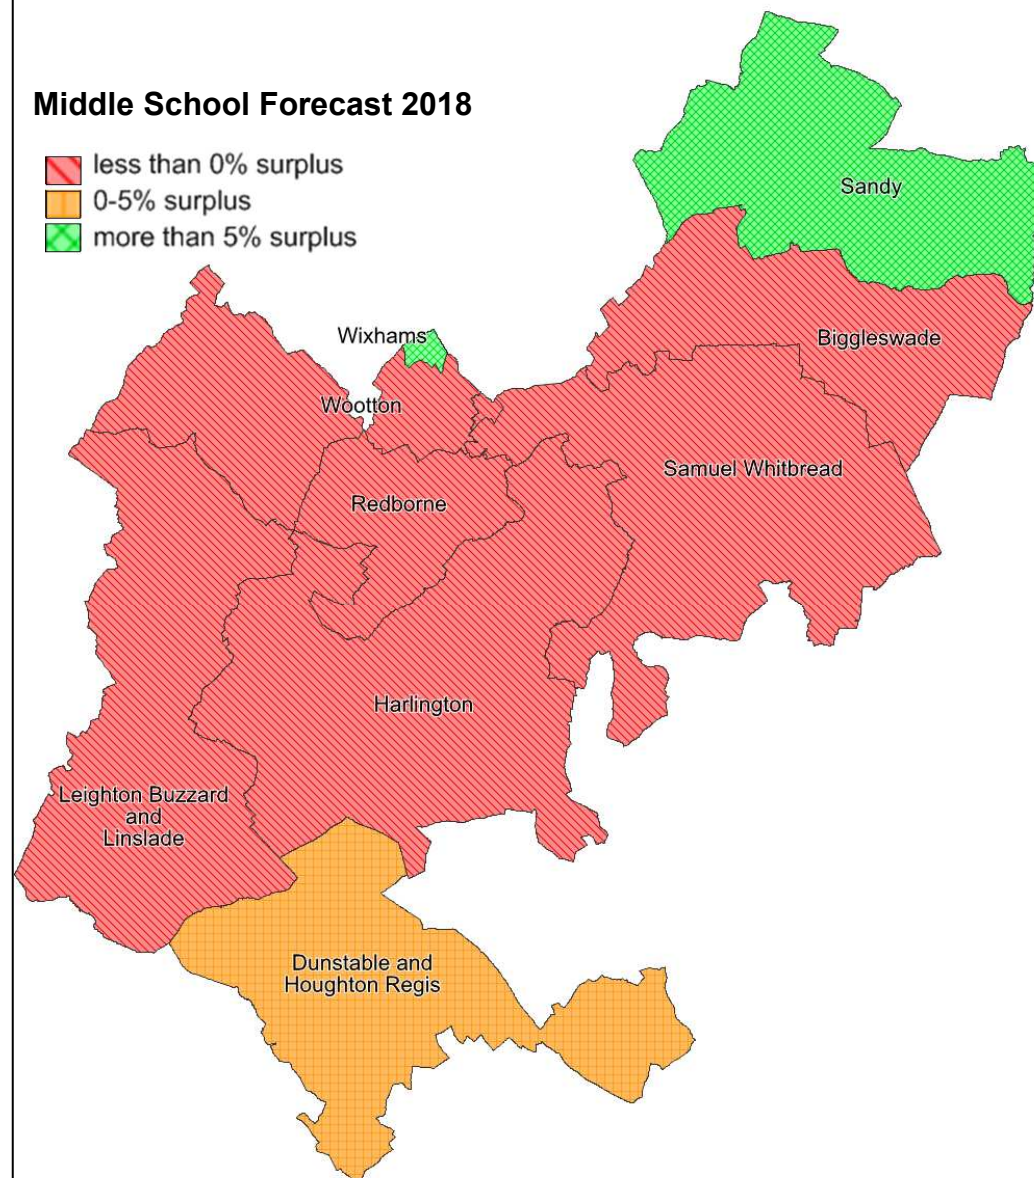 Middle School Forecast 2018
less than 0% surplus
0-5% surplus
more than 5% surplus
Sandy
Biggleswade
Wixhams
Wootton
Samuel Whitbread
Redborne
Harlington
Leighton Buzzard
and
Linslade
Dunstable and
Houghton Regis